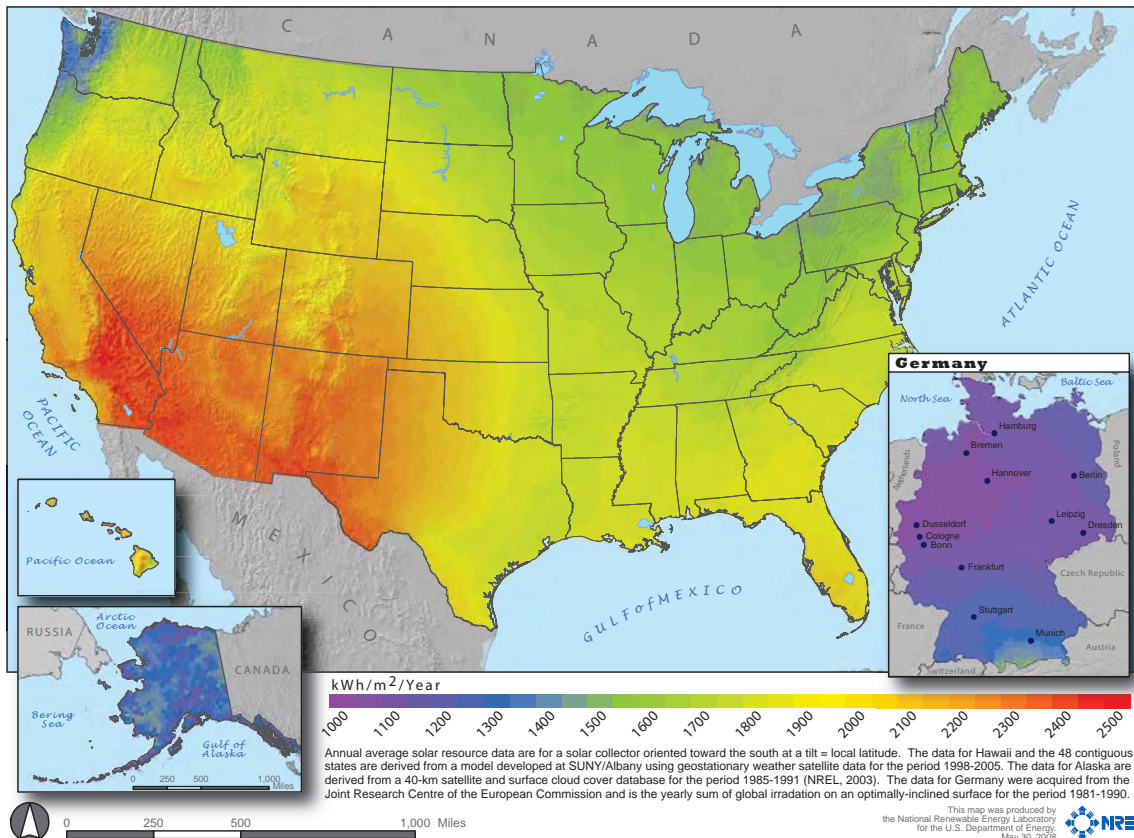 C A N A D A
ATLANTIC OCEAN
PACIFIC
OCEAN
MEXICO
GULF of MEXICO
Pacific Ocean
Arctic
Ocean
RUSSIA
CANADA
Bering
Sea
Gulf of
Alaska
0 250 500 1,000
Miles
Germany
Baltic Sea
North Sea
Hamburg
Bremen
Netherlands
Poland
Hannover
Berlin
Leipzig
Dusseldorf
Dresden
Cologne
Bonn
Frankfurt
Czech Republic
Stuttgart
France
Munich
Austria
Switzerland
kWh/m²/Year
1000 1100 1200 1300 1400 1500 1600 1700 1800 1900 2000 2100 2200 2300 2400 2500
Annual average solar resource data are for a solar collector oriented toward the south at a tilt = local latitude. The data for Hawaii and the 48 contiguous
states are derived from a model developed at SUNY/Albany using geostationary weather satellite data for the period 1998-2005. The data for Alaska are
derived from a 40-km satellite and surface cloud cover database for the period 1985-1991 (NREL, 2003). The data for Germany were acquired from the
Joint Research Centre of the European Commission and is the yearly sum of global irradation on an optimally-inclined surface for the period 1981-1990.
This map was produced by
the National Renewable Energy Laboratory
for the U.S. Department of Energy.
May 30, 2008
NRE
0 250 500 1,000 Miles